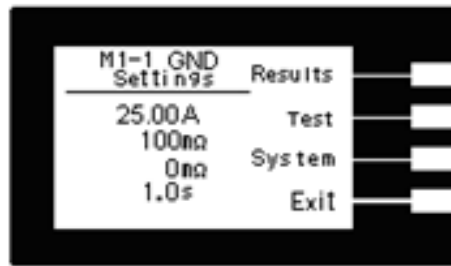 M1-1 GND
Settings
25.00A
100mΩ
0mΩ
1.0s
Results
Test
System
Exit